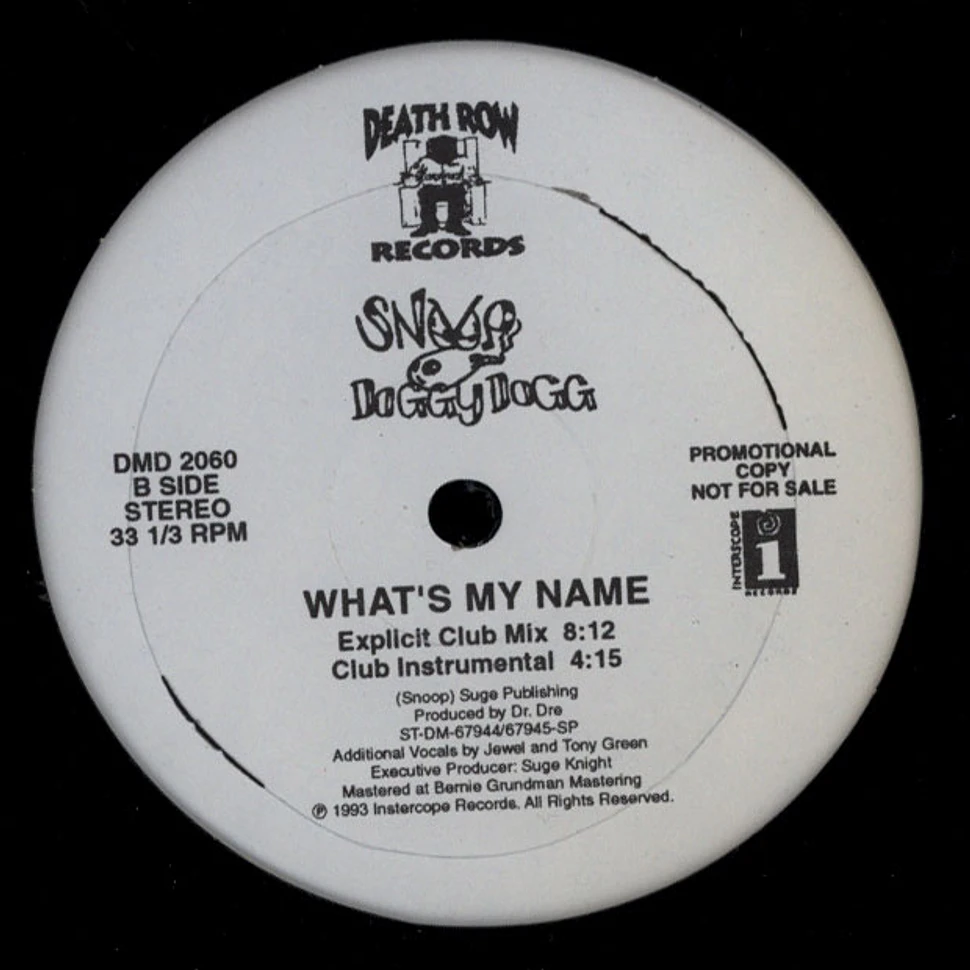 DEATH ROW
RECORDS
SNOOP
DOGGY DOGG
DMD 2060
B SIDE
STEREO
33 1/3 RPM
PROMOTIONAL
COPY
NOT FOR SALE
INTERSCOPE
i
RECORDS
WHAT'S MY NAME
Explicit Club Mix 8:12
Club Instrumental 4:15
(Snoop) Suge Publishing
Produced by Dr. Dre
ST-DM-67944/67945-SP
Additional Vocals by Jewel and Tony Green
Executive Producer: Suge Knight
Mastered at Bernie Grundman Mastering
℗ 1993 Instercope Records. All Rights Reserved.